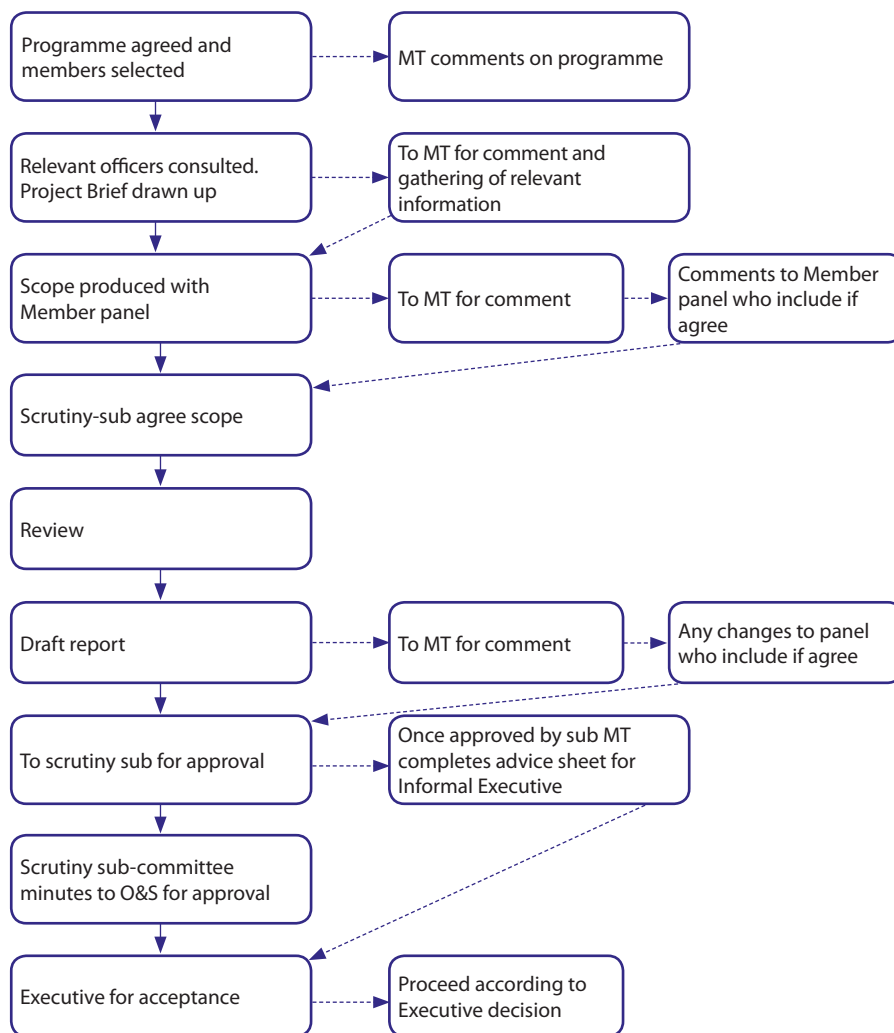 Programme agreed and
members selected
MT comments on programme
Relevant officers consulted.
Project Brief drawn up
To MT for comment and
gathering of relevant
information
Scope produced with
Member panel
To MT for comment
Comments to Member
panel who include if
agree
Scrutiny-sub agree scope
Review
Draft report
To MT for comment
Any changes to panel
who include if agree
To scrutiny sub for approval
Once approved by sub MT
completes advice sheet for
Informal Executive
Scrutiny sub-committee
minutes to O&S for approval
Executive for acceptance
Proceed according to
Executive decision